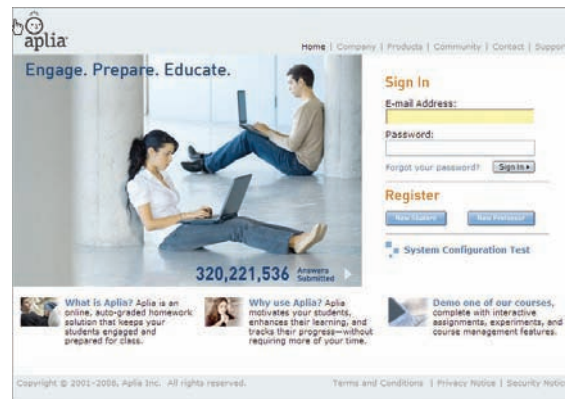 aplia
Home | Company | Products | Community | Contact | Support
Engage. Prepare. Educate.
Sign In
E-mail Address:
Password:
Forgot your password?
Sign In
Register
New Student
New Professor
System Configuration Test
320,221,536 Answers
Submitted
What is Aplia? Aplia is an
online, auto-graded homework
solution that keeps your
students engaged and
prepared for class.
Why use Aplia? Aplia
motivates your students,
enhances their learning, and
tracks their progress—without
requiring more of your time.
Demo one of our courses,
complete with interactive
assignments, experiments, and
course management features.
Copyright © 2001-2008, Aplia Inc. All rights reserved.
Terms and Conditions | Privacy Notice | Security Notice